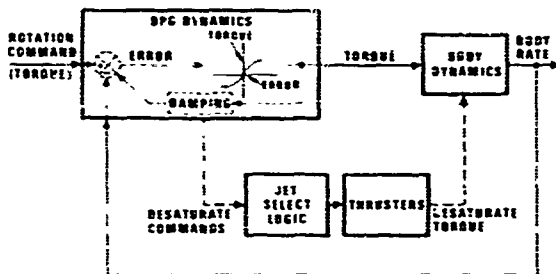 DPG DYNAMICS
ROTATION
COMMAND
(TORQUE)
ERROR
TORQUE
ERROR
DAMPING
TORQUE
BODY
DYNAMICS
BODY
RATE
DESATURATE
COMMANDS
JET
SELECT
LOGIC
THRUSTERS
DESATURATE
TORQUE